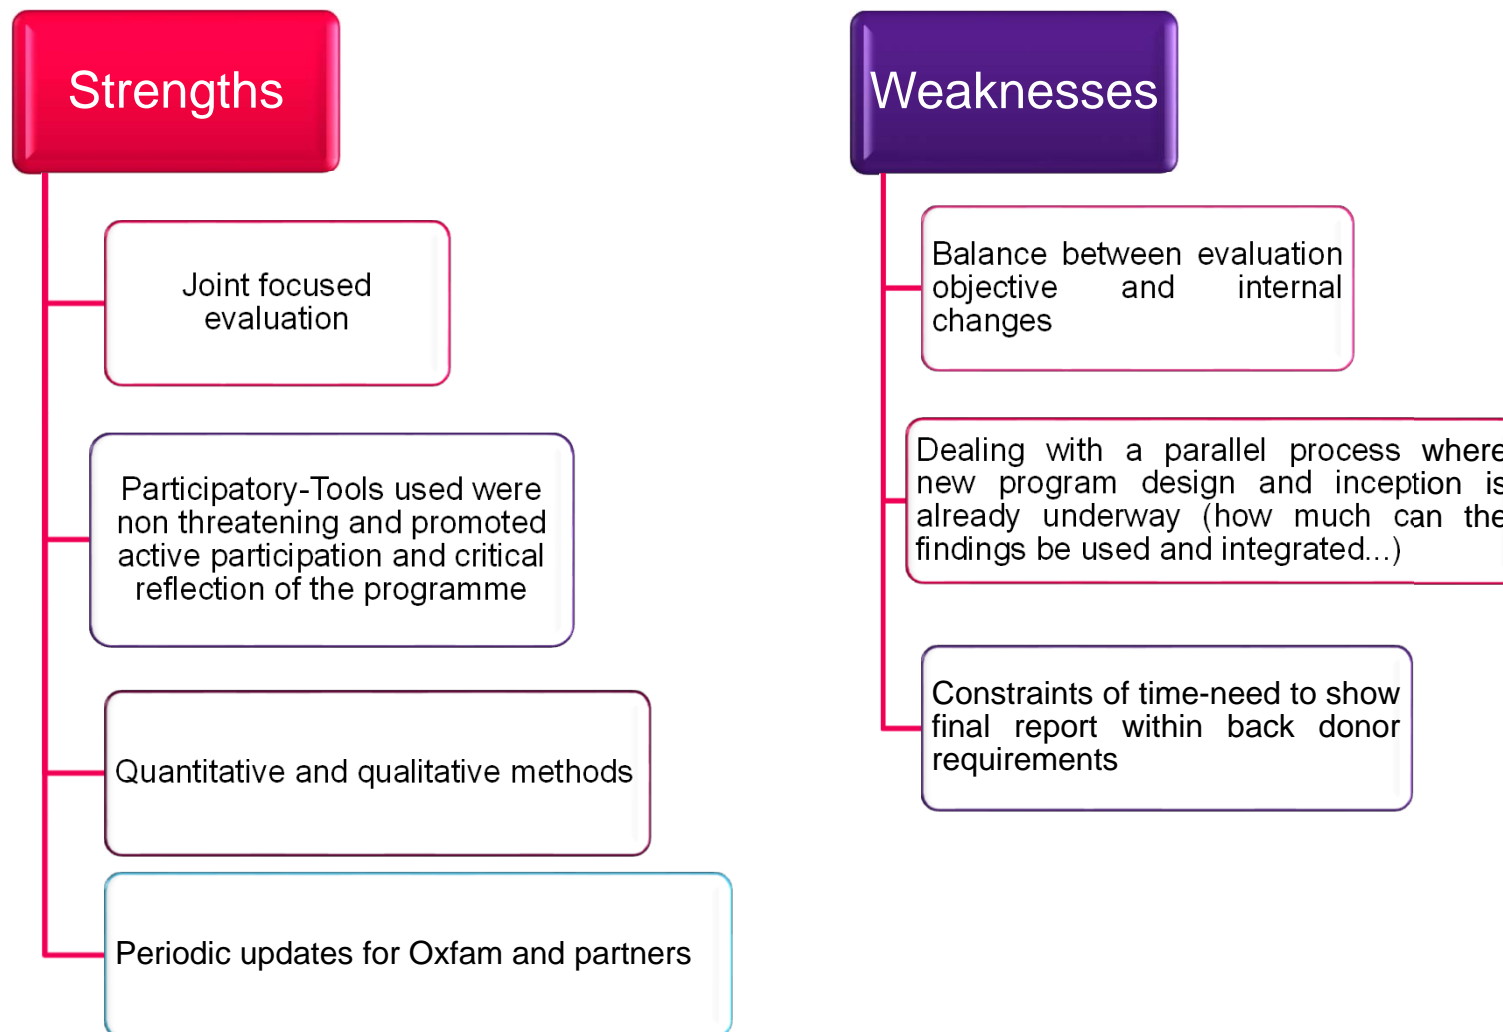 Strengths
Joint focused
evaluation
Participatory-Tools used were
non threatening and promoted
active participation and critical
reflection of the programme
Quantitative and qualitative methods
Periodic updates for Oxfam and partners
Weaknesses
Balance between evaluation
objective and internal
changes
Dealing with a parallel process where
new program design and inception is
already underway (how much can the
findings be used and integrated...)
Constraints of time-need to show
final report within back donor
requirements